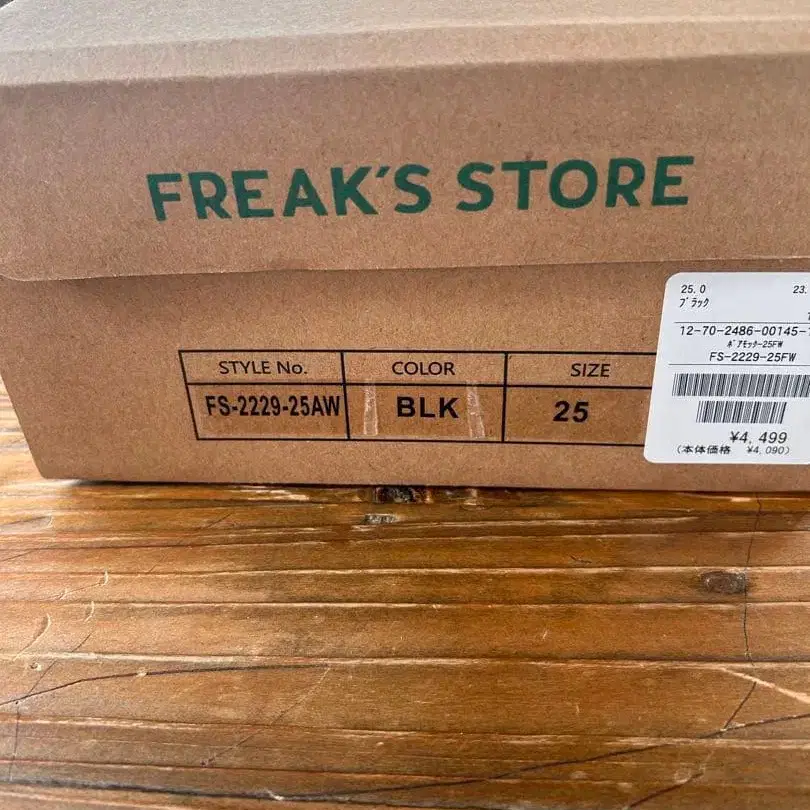 FREAK'S STORE
STYLE No. COLOR SIZE
FS-2229-25AW BLK 25
25.0 23.
ブラック
12-70-2486-00145-
ボアモック-25FW
FS-2229-25FW
¥4,499
(本体価格 ¥4,090)